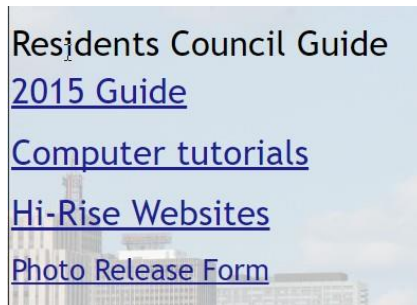 Residents Council Guide
2015 Guide
Computer tutorials
Hi-Rise Websites
Photo Release Form